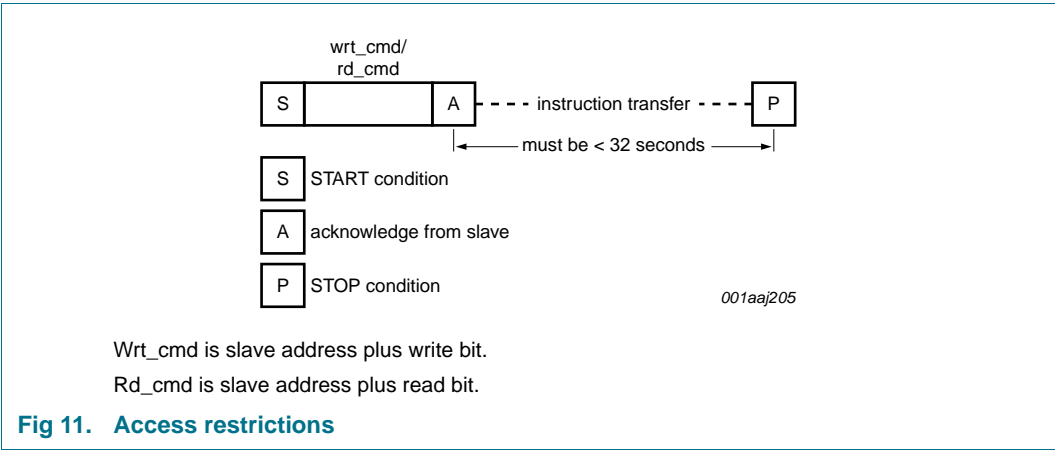 wrt_cmd/
rd_cmd
S A instruction transfer P
must be < 32 seconds
S START condition
A acknowledge from slave
P STOP condition
001aaj205
Wrt_cmd is slave address plus write bit.
Rd_cmd is slave address plus read bit.
Fig 11. Access restrictions